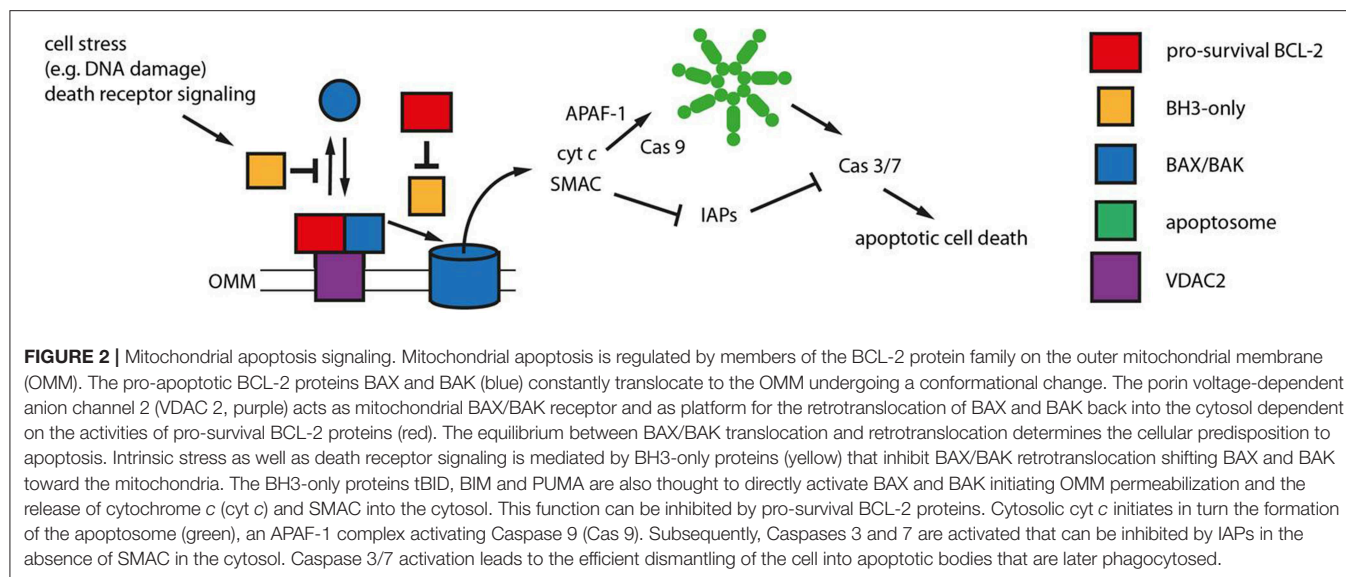 cell stress
(e.g. DNA damage)
death receptor signaling
APAF-1
Cas 9
cyt c
SMAC
IAPs
Cas 3/7
apoptotic cell death
OMM
pro-survival BCL-2
BH3-only
BAX/BAK
apoptosome
VDAC2
FIGURE 2 | Mitochondrial apoptosis signaling. Mitochondrial apoptosis is regulated by members of the BCL-2 protein family on the outer mitochondrial membrane
(OMM). The pro-apoptotic BCL-2 proteins BAX and BAK (blue) constantly translocate to the OMM undergoing a conformational change. The porin voltage-dependent
anion channel 2 (VDAC 2, purple) acts as mitochondrial BAX/BAK receptor and as platform for the retrotranslocation of BAX and BAK back into the cytosol dependent
on the activities of pro-survival BCL-2 proteins (red). The equilibrium between BAX/BAK translocation and retrotranslocation determines the cellular predisposition to
apoptosis. Intrinsic stress as well as death receptor signaling is mediated by BH3-only proteins (yellow) that inhibit BAX/BAK retrotranslocation shifting BAX and BAK
toward the mitochondria. The BH3-only proteins tBID, BIM and PUMA are also thought to directly activate BAX and BAK initiating OMM permeabilization and the
release of cytochrome c (cyt c) and SMAC into the cytosol. This function can be inhibited by pro-survival BCL-2 proteins. Cytosolic cyt c initiates in turn the formation
of the apoptosome (green), an APAF-1 complex activating Caspase 9 (Cas 9). Subsequently, Caspases 3 and 7 are activated that can be inhibited by IAPs in the
absence of SMAC in the cytosol. Caspase 3/7 activation leads to the efficient dismantling of the cell into apoptotic bodies that are later phagocytosed.